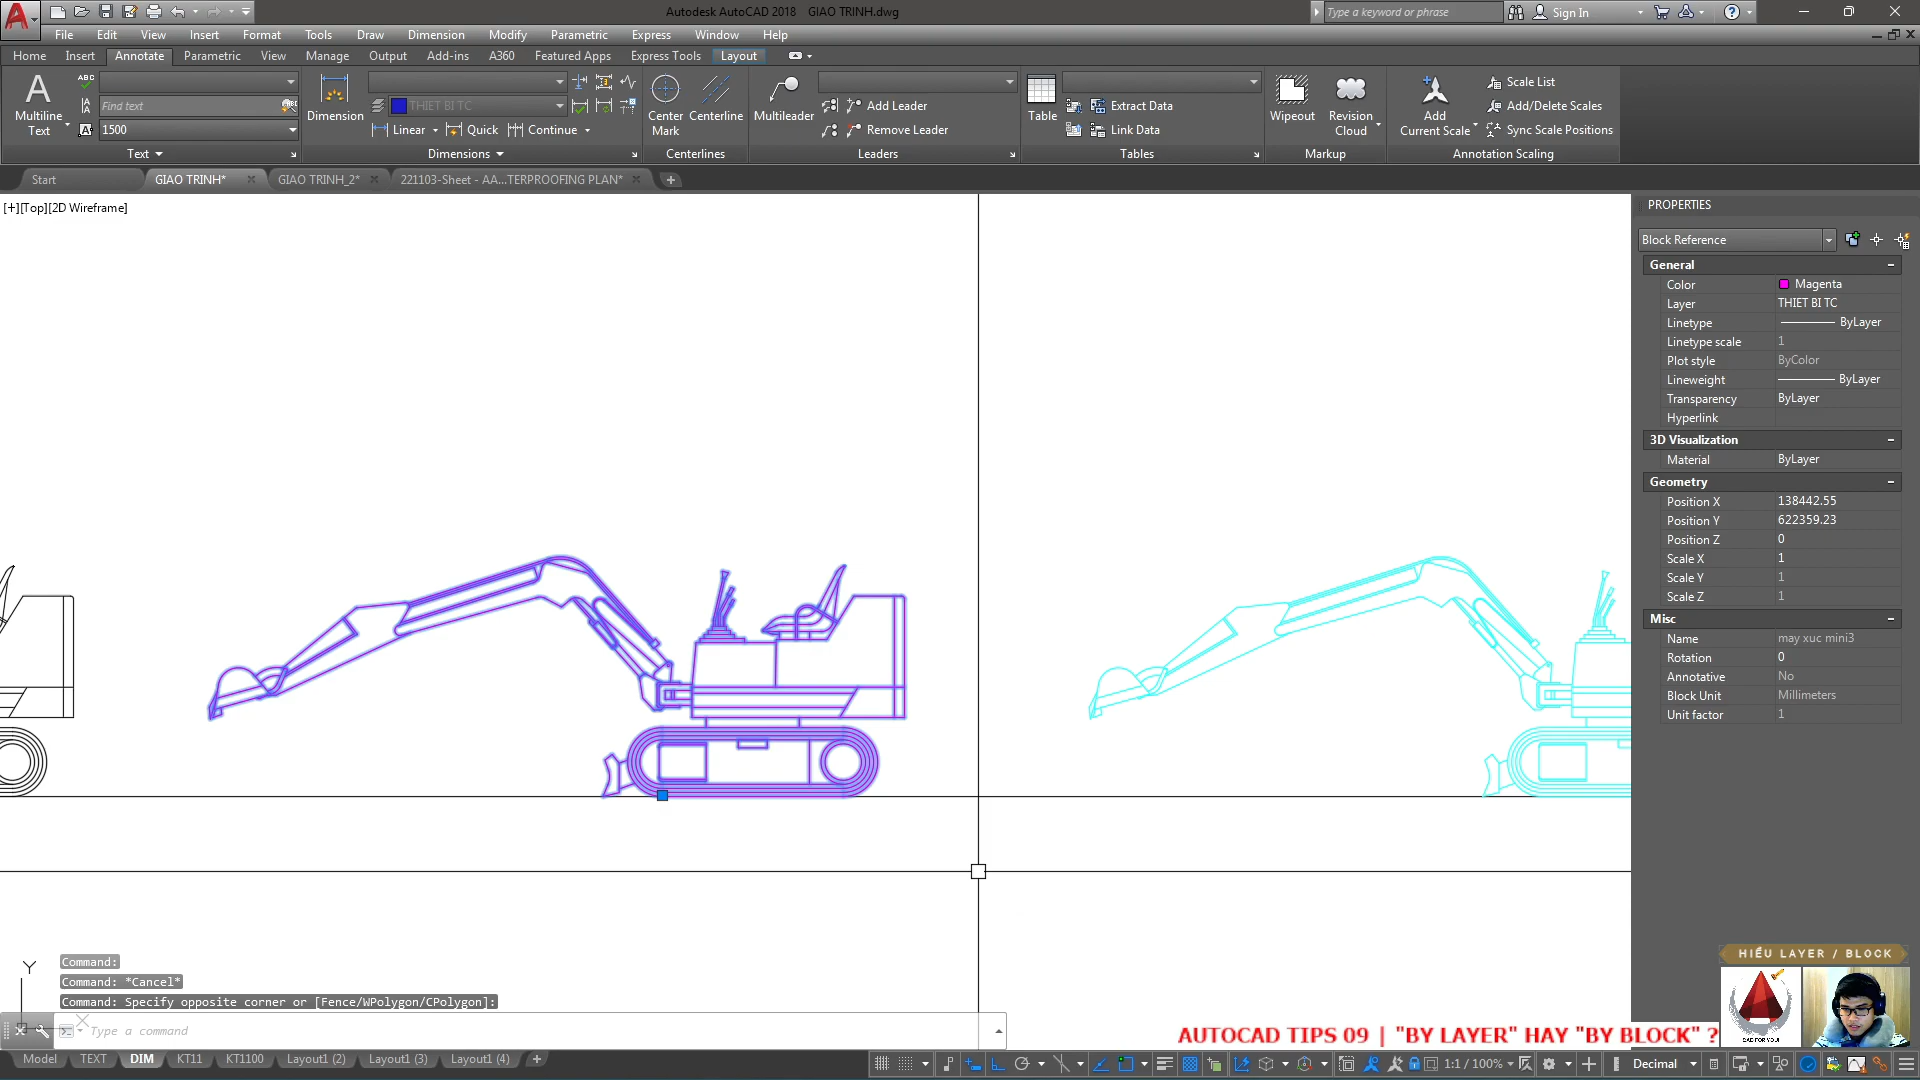 Autodesk AutoCAD 2018 GIAO TRINH.dwg
Type a keyword or phrase
Sign In
File Edit View Insert Format Tools Draw Dimension Modify Parametric Express Window Help
Home Insert Annotate Parametric View Manage Output Add-ins A360 Featured Apps Express Tools Layout
ABC
Find text
1500
Multiline
Text
Text
Dimension
THIET BI TC
Linear Quick Continue
Dimensions
Center
Mark
Centerline
Centerlines
Multileader
Add Leader
Remove Leader
Leaders
Table
Extract Data
Link Data
Tables
Wipeout
Revision
Cloud
Markup
Add
Current Scale
Scale List
Add/Delete Scales
Sync Scale Positions
Annotation Scaling
Start GIAO TRINH* GIAO TRINH_2* 221103-Sheet - AA...TERPROOFING PLAN*
[+][Top][2D Wireframe]
PROPERTIES
Block Reference
General
Color Magenta
Layer THIET BI TC
Linetype ByLayer
Linetype scale 1
Plot style ByColor
Lineweight ByLayer
Transparency ByLayer
Hyperlink
3D Visualization
Material ByLayer
Geometry
Position X 138442.55
Position Y 622359.23
Position Z 0
Scale X 1
Scale Y 1
Scale Z 1
Misc
Name may xuc mini3
Rotation 0
Annotative No
Block Unit Millimeters
Unit factor 1
Y
X
Command:
Command: *Cancel*
Command: Specify opposite corner or [Fence/WPolygon/CPolygon]:
Type a command
HIỂU LAYER / BLOCK
CAD FOR YOU!
AUTOCAD TIPS 09 | "BY LAYER" HAY "BY BLOCK" ?
Model TEXT DIM KT11 KT1100 Layout1 (2) Layout1 (3) Layout1 (4)
1:1 / 100%
Decimal